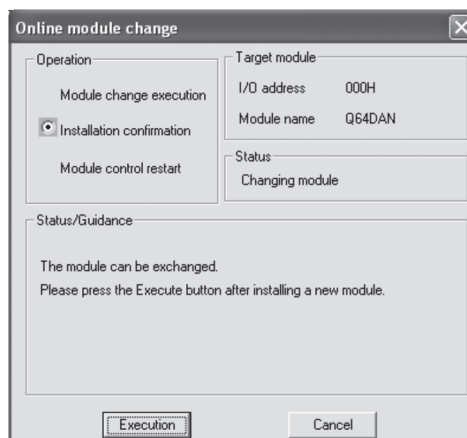 Online module change
Operation
Module change execution
Installation confirmation
Module control restart
Target module
I/O address 000H
Module name Q64DAN
Status
Changing module
Status/Guidance
The module can be exchanged.
Please press the Execute button after installing a new module.
Execution
Cancel